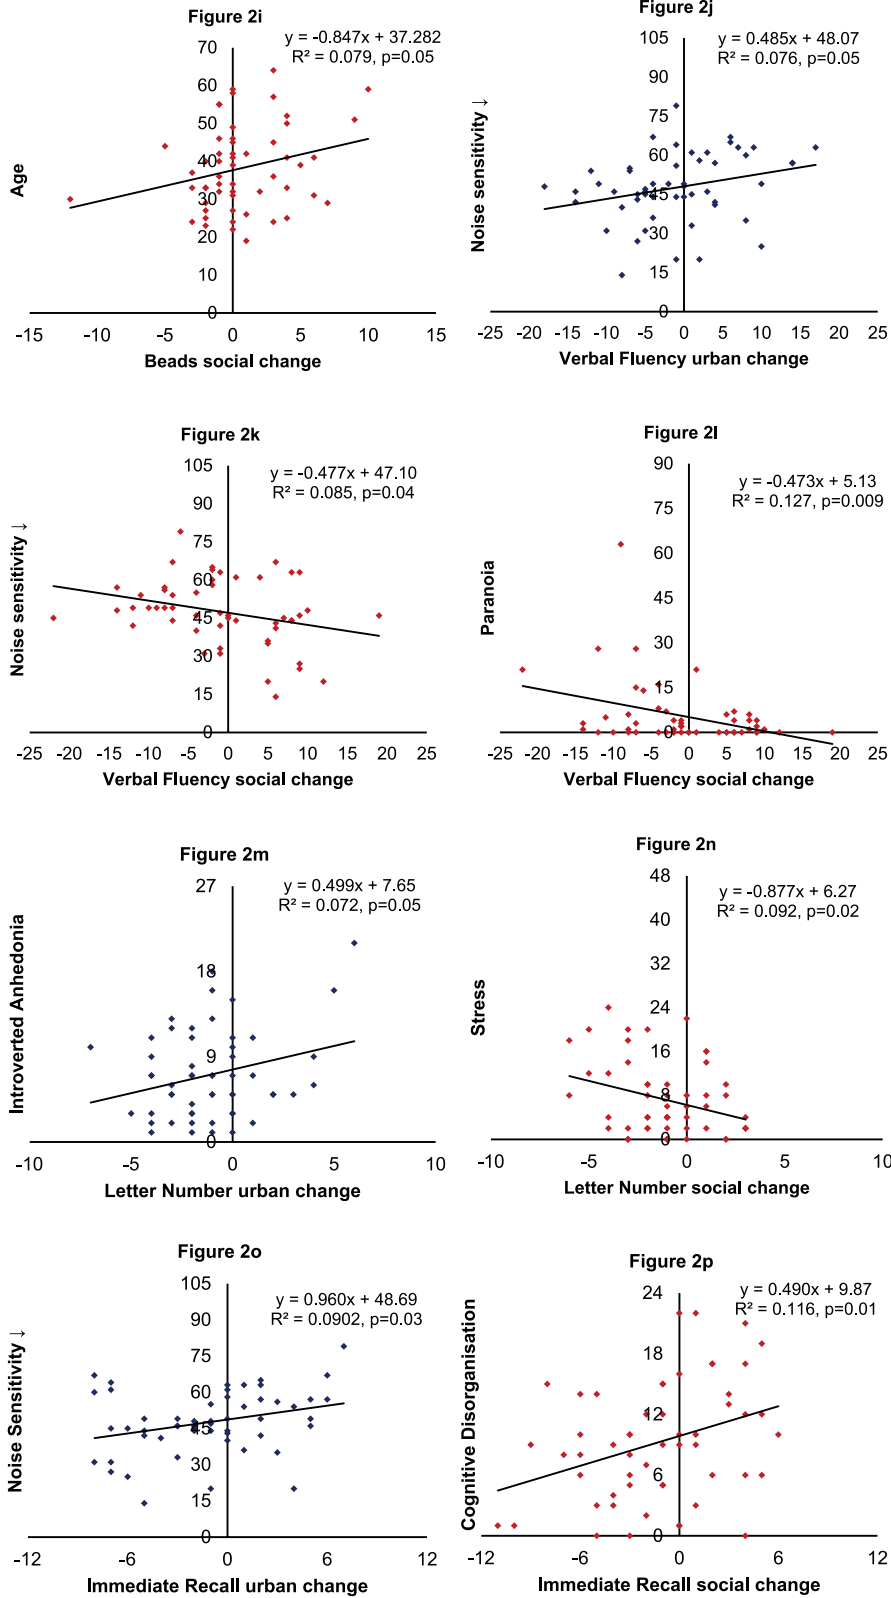 Figure 2i
y = -0.847x + 37.282
R² = 0.079, p=0.05
70
60
50
40
30
20
10
0
Age
-15 -10 -5 0 5 10 15
Beads social change
Figure 2j
y = 0.485x + 48.07
R² = 0.076, p=0.05
105
90
75
60
45
30
15
0
Noise sensitivity ↓
-25 -20 -15 -10 -5 0 5 10 15 20 25
Verbal Fluency urban change
Figure 2k
y = -0.477x + 47.10
R² = 0.085, p=0.04
105
90
75
60
45
30
15
0
Noise sensitivity ↓
-25 -20 -15 -10 -5 0 5 10 15 20 25
Verbal Fluency social change
Figure 2l
y = -0.473x + 5.13
R² = 0.127, p=0.009
90
75
60
45
30
15
0
Paranoia
-25 -20 -15 -10 -5 0 5 10 15 20 25
Verbal Fluency social change
Figure 2m
y = 0.499x + 7.65
R² = 0.072, p=0.05
27
18
9
0
Introverted Anhedonia
-10 -5 0 5 10
Letter Number urban change
Figure 2n
y = -0.877x + 6.27
R² = 0.092, p=0.02
48
40
32
24
16
8
0
Stress
-10 -5 0 5 10
Letter Number social change
Figure 2o
y = 0.960x + 48.69
R² = 0.0902, p=0.03
105
90
75
60
45
30
15
0
Noise Sensitivity ↓
-12 -6 0 6 12
Immediate Recall urban change
Figure 2p
y = 0.490x + 9.87
R² = 0.116, p=0.01
24
18
12
6
0
Cognitive Disorganisation
-12 -6 0 6 12
Immediate Recall social change